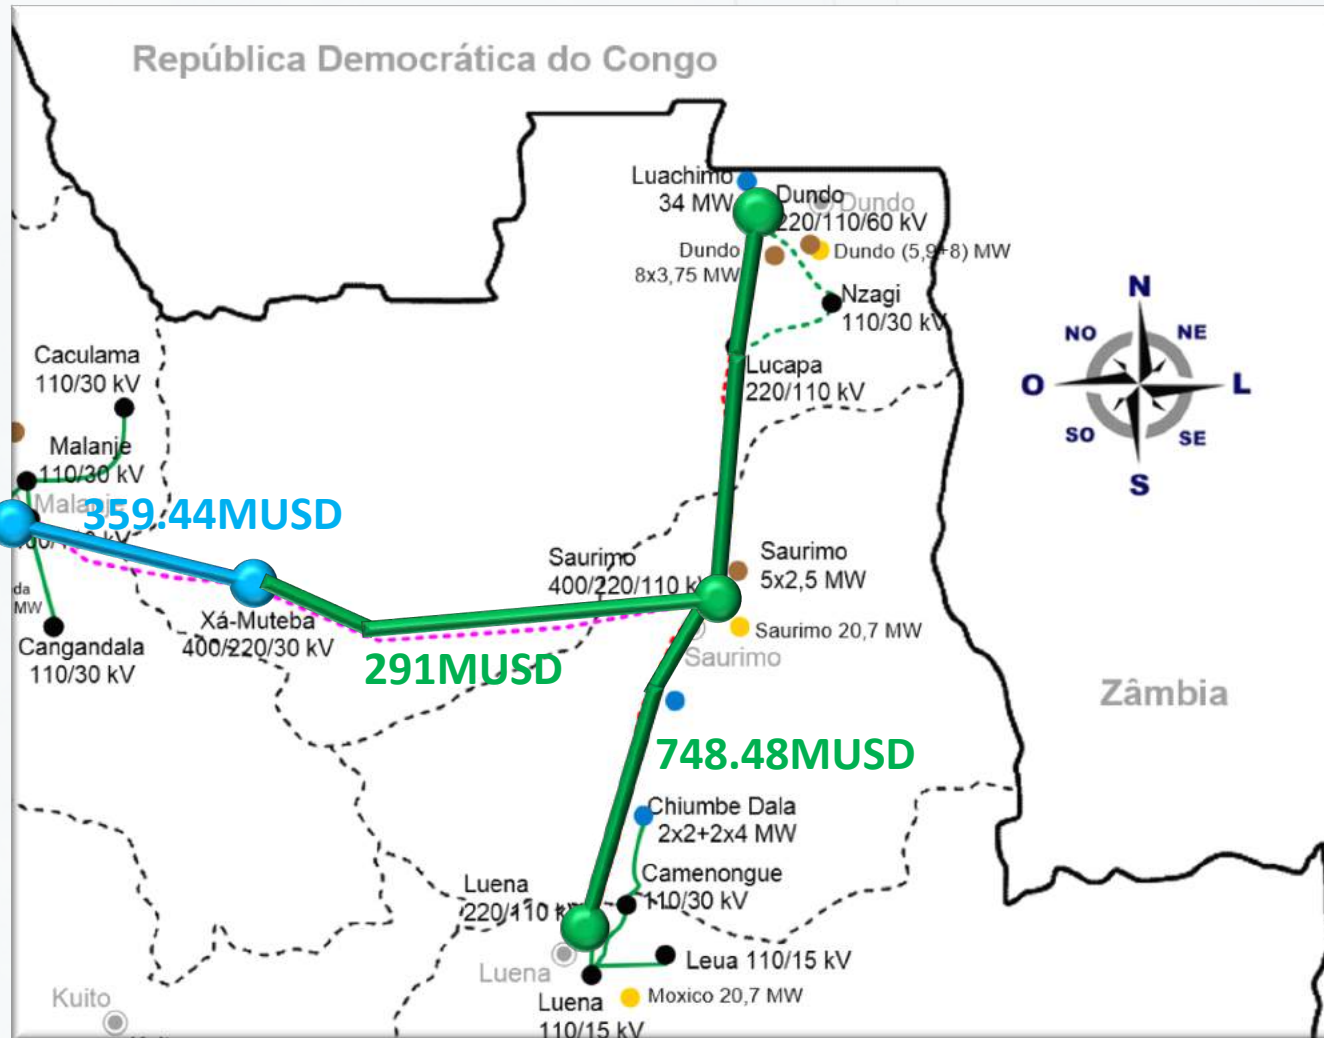 República Democrática do Congo
Luachimo
34 MW
Dundo
220/110/60 kV
Dundo
Dundo
8x3,75 MW
Dundo (5,9+8) MW
Nzagi
110/30 kV
Lucapa
220/110 kV
N
NO
NE
O
L
SO
SE
S
Caculama
110/30 kV
Malanje
110/30 kV
Malanje
359.44MUSD
da
MW
Cangandala
110/30 kV
Xá-Muteba
400/220/30 kV
Saurimo
400/220/110 kV
Saurimo
5x2,5 MW
Saurimo 20,7 MW
Saurimo
291MUSD
Zâmbia
748.48MUSD
Chiumbe Dala
2x2+2x4 MW
Camenongue
110/30 kV
Luena
220/110 kV
Luena
Leua 110/15 kV
Moxico 20,7 MW
Luena
110/15 kV
Kuito